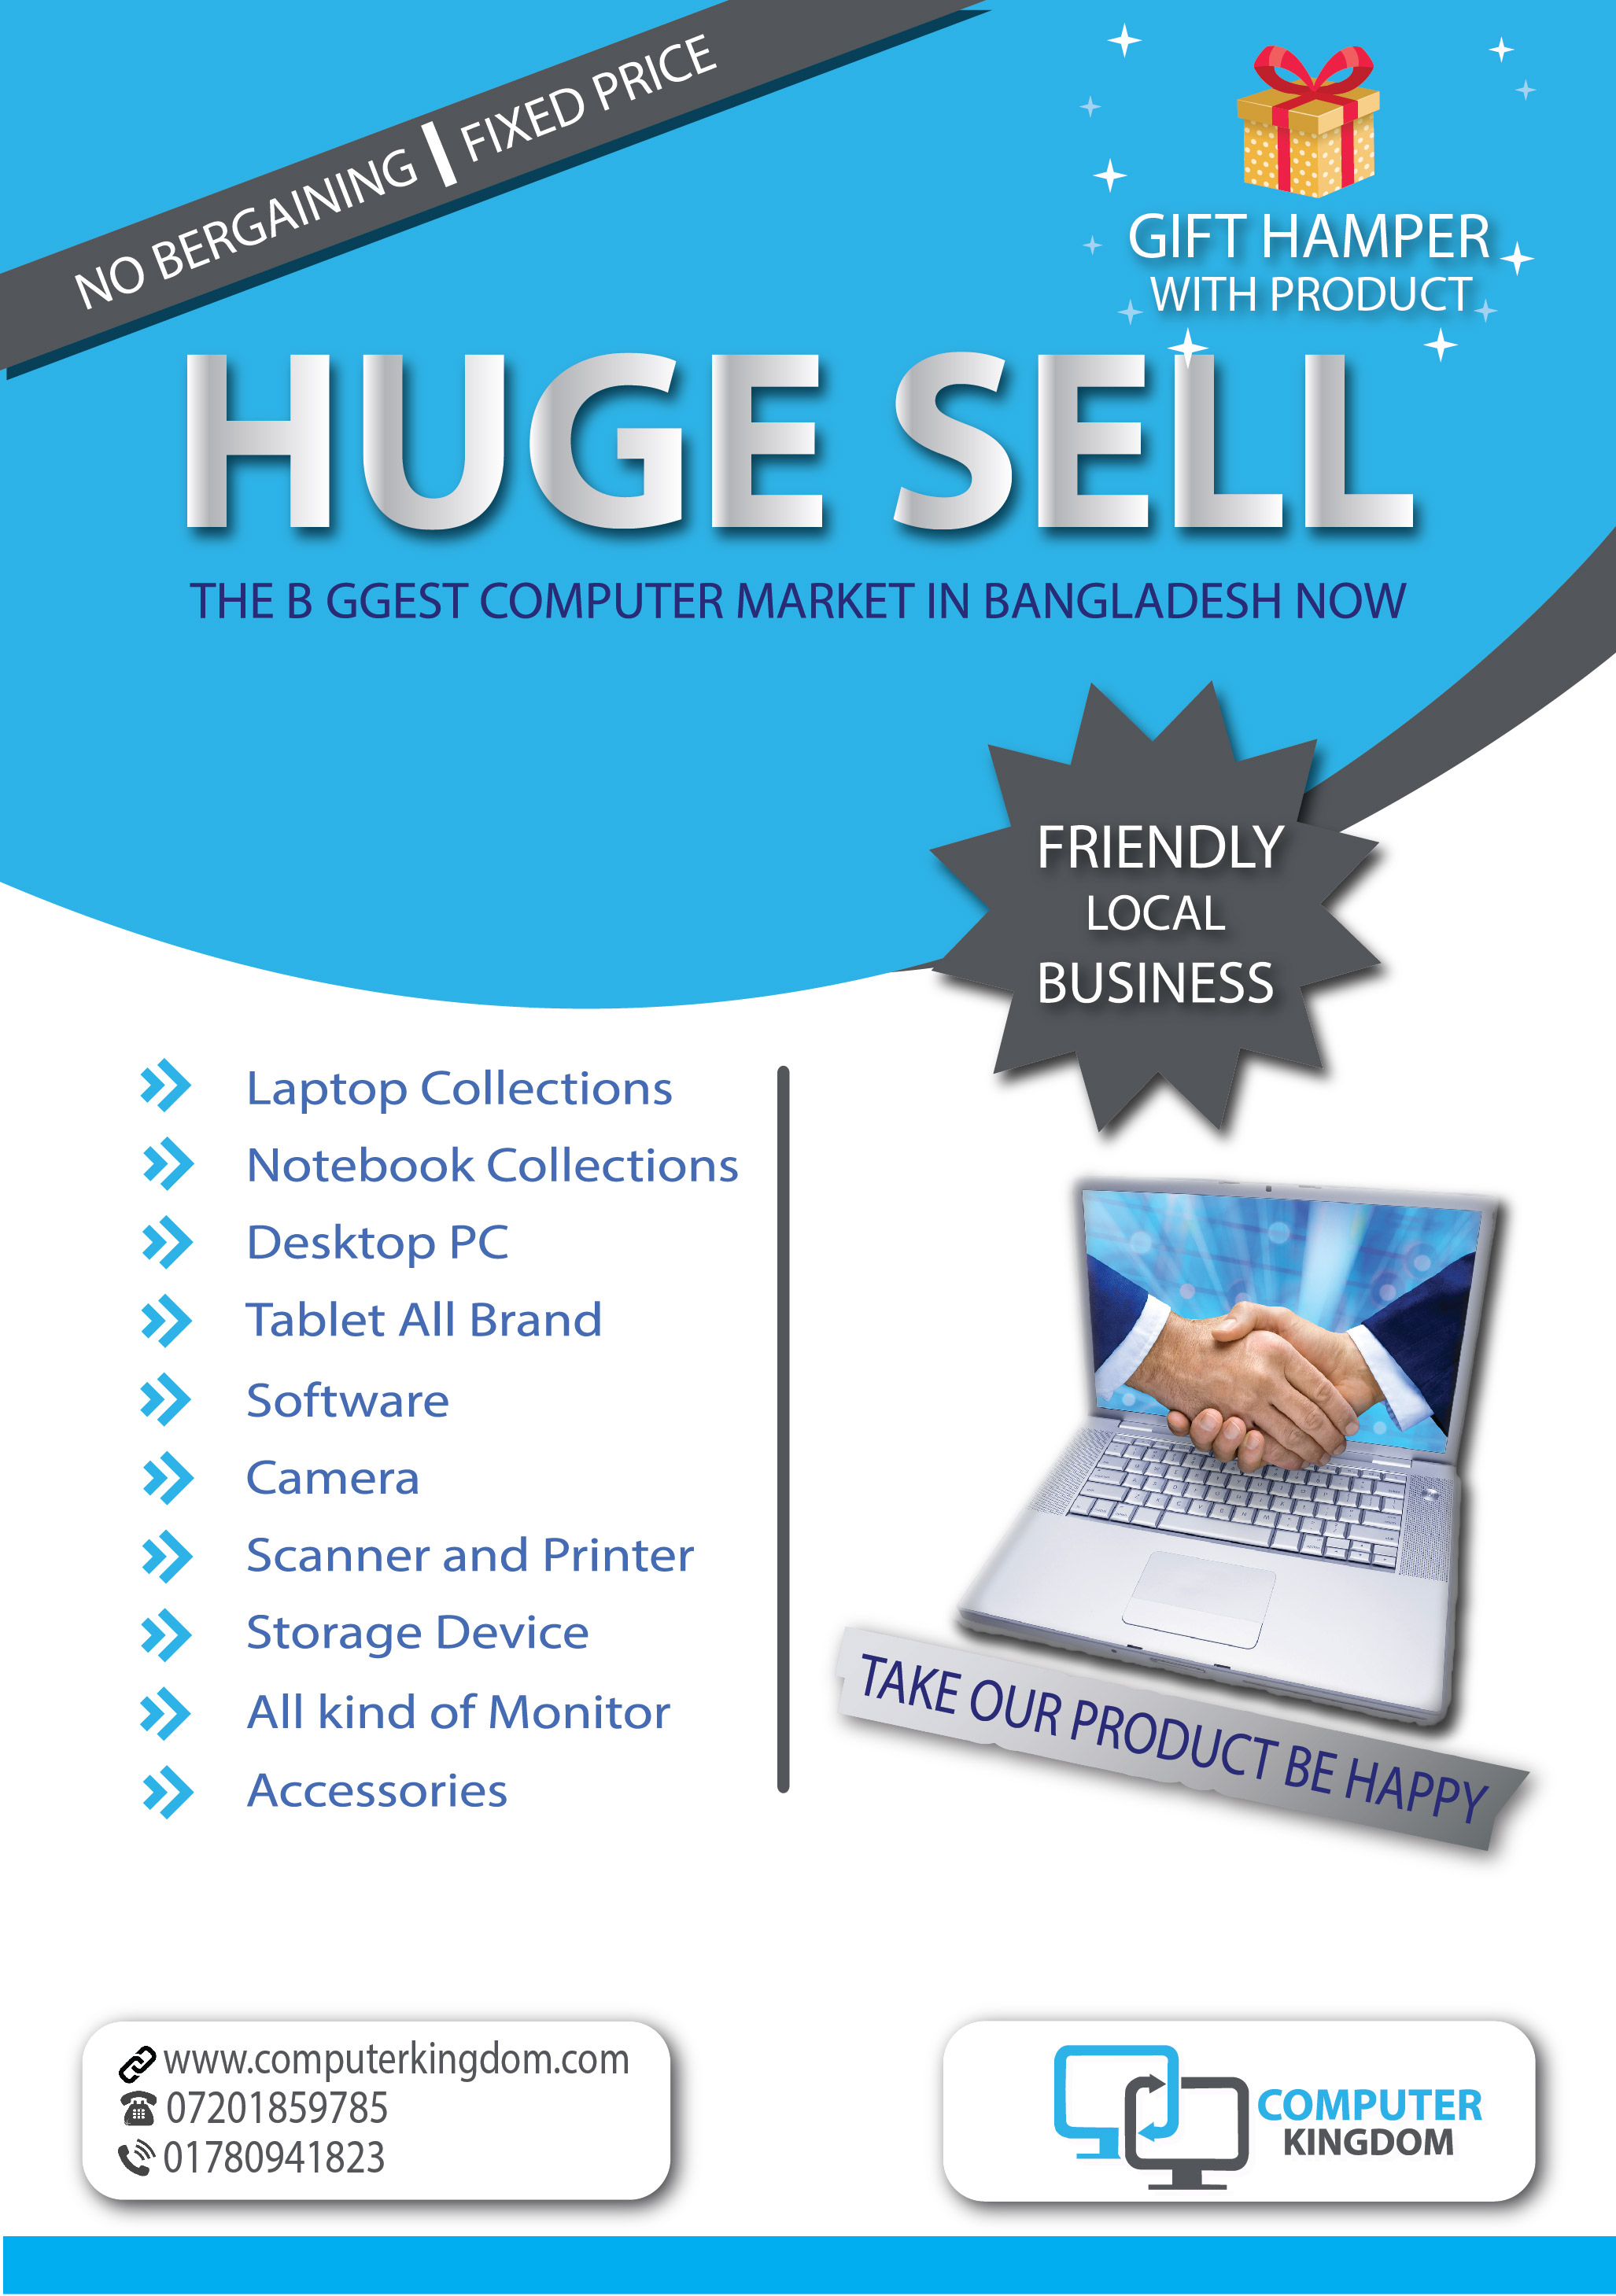 NO BERGAINING | FIXED PRICE
GIFT HAMPER
WITH PRODUCT
HUGE SELL
THE B GGEST COMPUTER MARKET IN BANGLADESH NOW
FRIENDLY
LOCAL
BUSINESS
Laptop Collections
Notebook Collections
Desktop PC
Tablet All Brand
Software
Camera
Scanner and Printer
Storage Device
All kind of Monitor
Accessories
TAKE OUR PRODUCT BE HAPPY
www.computerkingdom.com
07201859785
01780941823
COMPUTER
KINGDOM